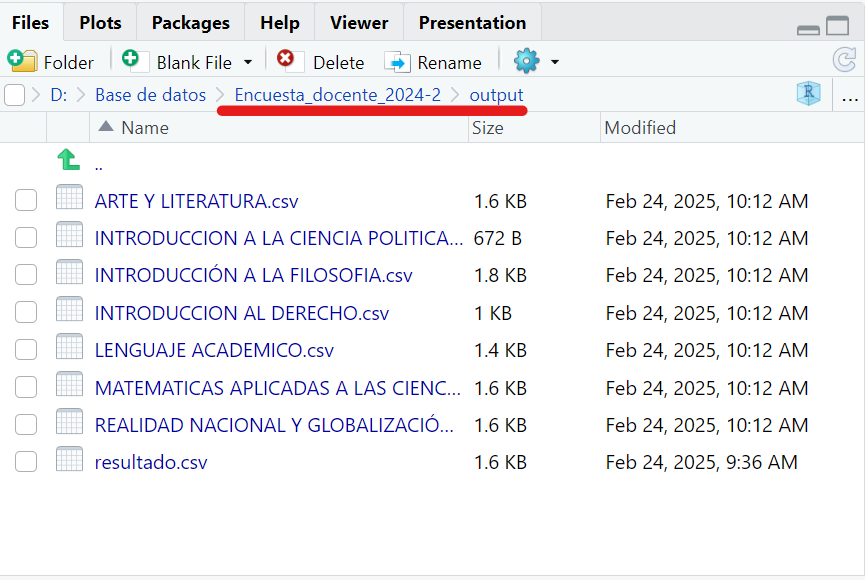 Files Plots Packages Help Viewer Presentation
Folder Blank File Delete Rename
D: Base de datos Encuesta_docente_2024-2 output R ...
Name Size Modified
..
ARTE Y LITERATURA.csv 1.6 KB Feb 24, 2025, 10:12 AM
INTRODUCCION A LA CIENCIA POLITICA... 672 B Feb 24, 2025, 10:12 AM
INTRODUCCIÓN A LA FILOSOFIA.csv 1.8 KB Feb 24, 2025, 10:12 AM
INTRODUCCION AL DERECHO.csv 1 KB Feb 24, 2025, 10:12 AM
LENGUAJE ACADEMICO.csv 1.4 KB Feb 24, 2025, 10:12 AM
MATEMATICAS APLICADAS A LAS CIENC... 1.6 KB Feb 24, 2025, 10:12 AM
REALIDAD NACIONAL Y GLOBALIZACIÓ... 1.6 KB Feb 24, 2025, 10:12 AM
resultado.csv 1.6 KB Feb 24, 2025, 9:36 AM